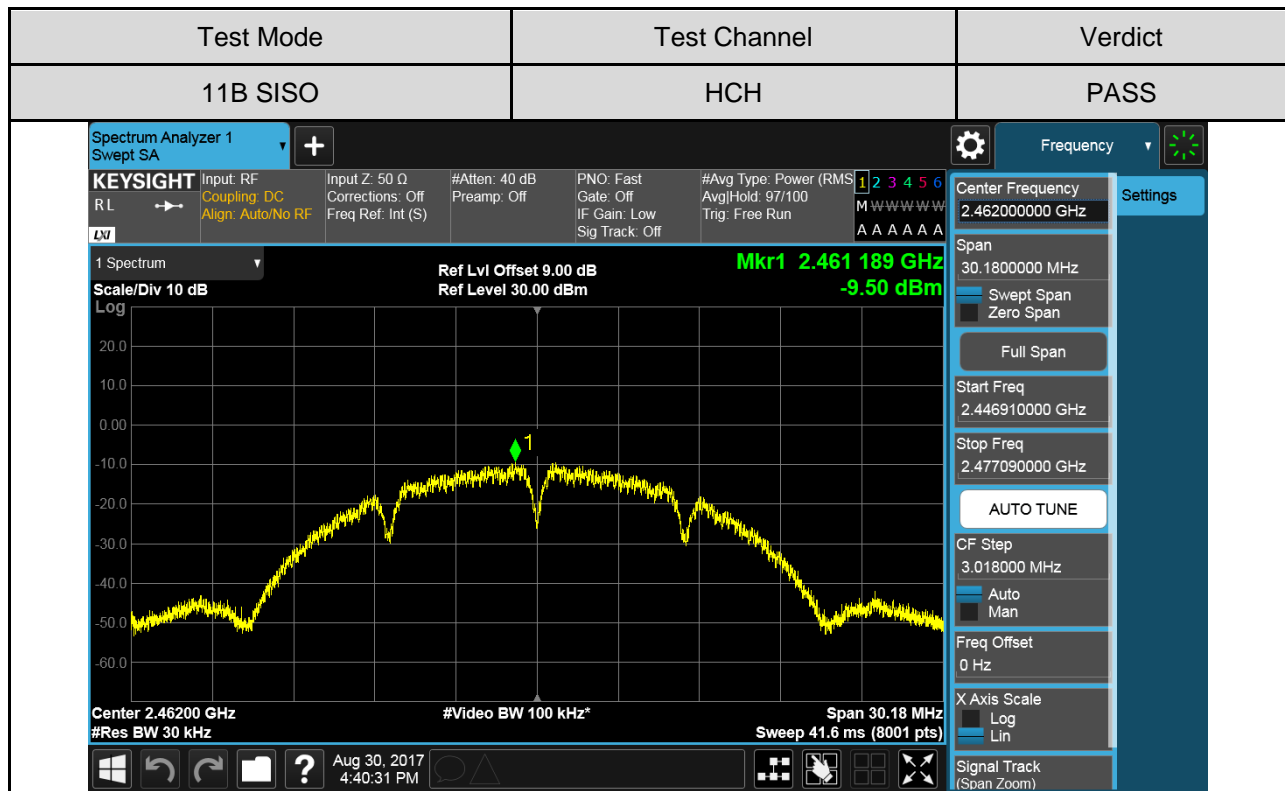 Test Mode Test Channel Verdict
11B SISO HCH PASS
Spectrum Analyzer 1
Swept SA
+
Frequency
KEYSIGHT
R L
LXI
Input: RF
Coupling: DC
Align: Auto/No RF
Input Z: 50 Ω
Corrections: Off
Freq Ref: Int (S)
#Atten: 40 dB
Preamp: Off
PNO: Fast
Gate: Off
IF Gain: Low
Sig Track: Off
#Avg Type: Power (RMS
Avg|Hold: 97/100
Trig: Free Run
1 2 3 4 5 6
M W W W W W
A A A A A A
1 Spectrum
Scale/Div 10 dB
Log
Ref Lvl Offset 9.00 dB
Ref Level 30.00 dBm
Mkr1 2.461 189 GHz
-9.50 dBm
20.0
10.0
0.00
-10.0
-20.0
-30.0
-40.0
-50.0
-60.0
1
Center 2.46200 GHz
#Res BW 30 kHz
#Video BW 100 kHz*
Span 30.18 MHz
Sweep 41.6 ms (8001 pts)
?
Aug 30, 2017
4:40:31 PM
Center Frequency
2.462000000 GHz
Settings
Span
30.1800000 MHz
Swept Span
Zero Span
Full Span
Start Freq
2.446910000 GHz
Stop Freq
2.477090000 GHz
AUTO TUNE
CF Step
3.018000 MHz
Auto
Man
Freq Offset
0 Hz
X Axis Scale
Log
Lin
Signal Track
(Span Zoom)